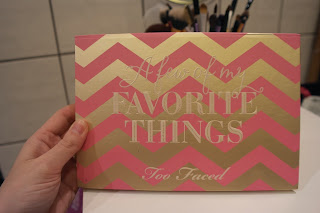 A few of my
FAVORITE
THINGS
Too Faced